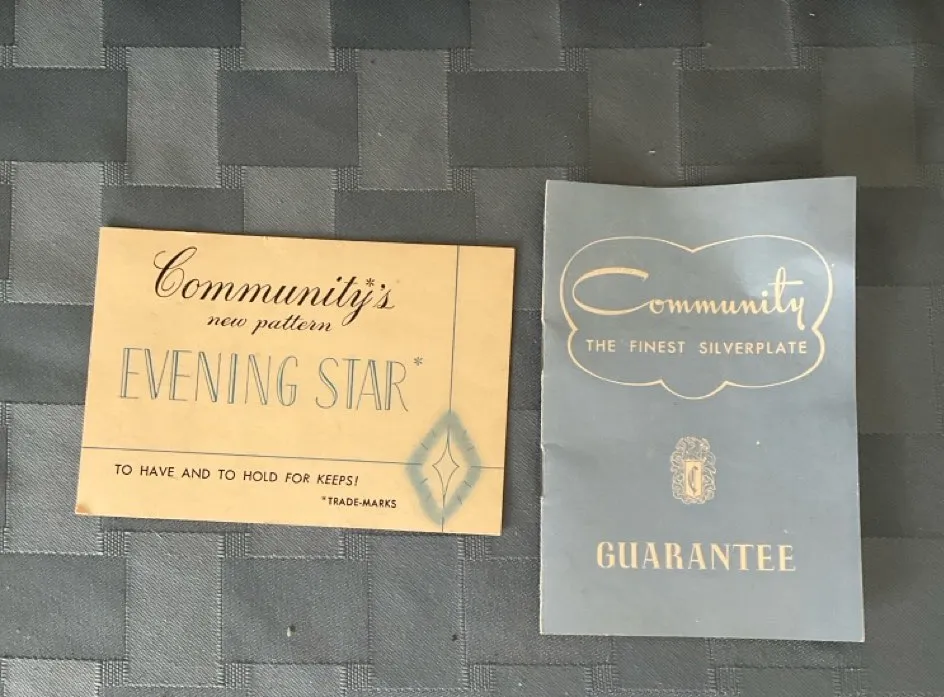 Community*'s
new pattern
EVENING STAR*
TO HAVE AND TO HOLD FOR KEEPS!
*TRADE-MARKS
Community
THE FINEST SILVERPLATE
C
GUARANTEE